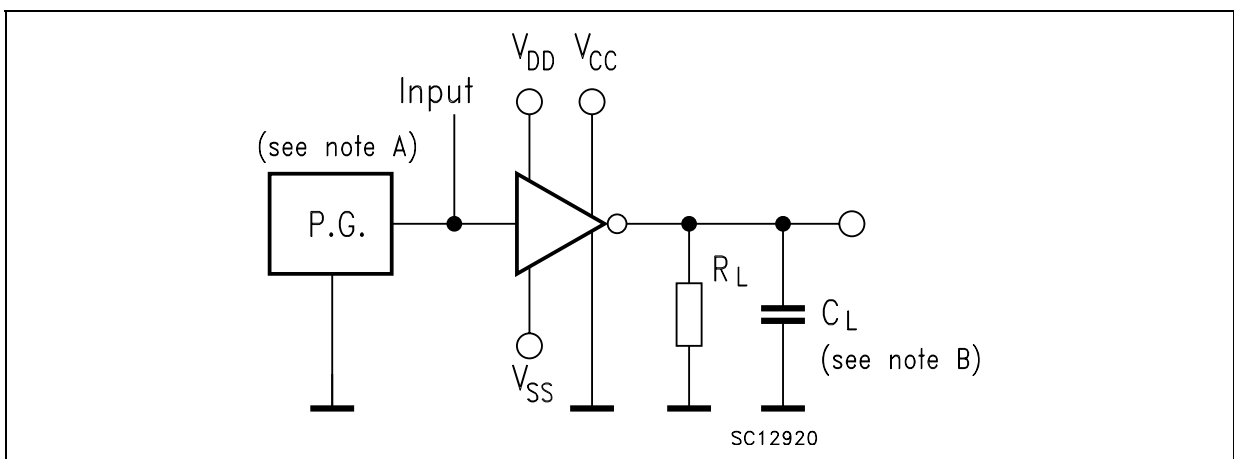 V_DD V_CC
Input
(see note A)
P.G.
R_L
C_L
(see note B)
V_SS
SC12920